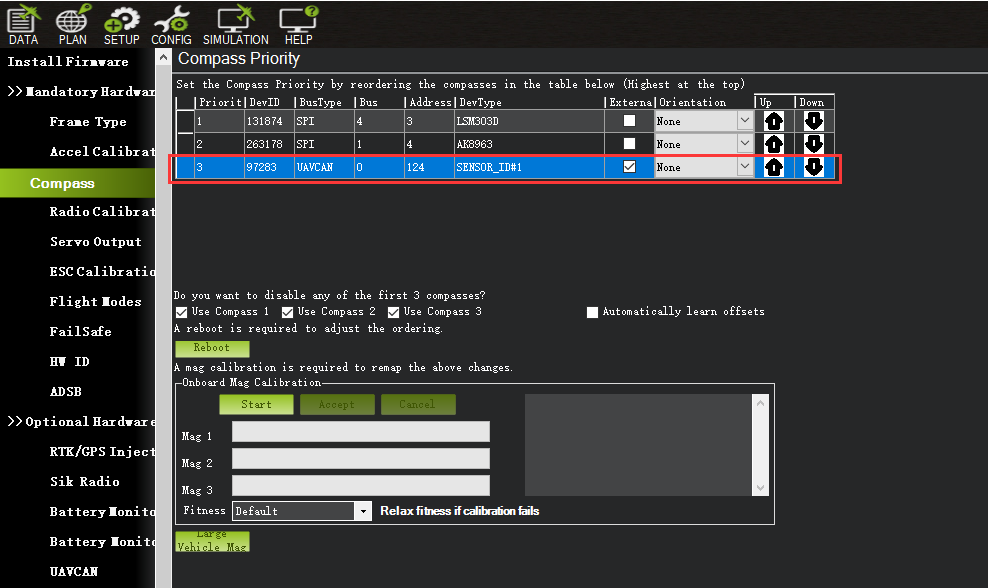 DATA PLAN SETUP CONFIG SIMULATION HELP
Install Firmware
>>Mandatory Hardwar
Frame Type
Accel Calibrat
Compass
Radio Calibrat
Servo Output
ESC Calibratio
Flight Modes
FailSafe
HW ID
ADSB
>>Optional Hardware
RTK/GPS Inject
Sik Radio
Battery Monito
Battery Monito
UAVCAN
Compass Priority
Set the Compass Priority by reordering the compasses in the table below (Highest at the top)
Priorit DevID BusType Bus Address DevType Externa Orientation Up Down
1 131874 SPI 4 3 LSM303D None
2 263178 SPI 1 4 AK8963 None
3 97283 UAVCAN 0 124 SENSOR_ID#1 None
Do you want to disable any of the first 3 compasses?
Use Compass 1 Use Compass 2 Use Compass 3 Automatically learn offsets
A reboot is required to adjust the ordering.
Reboot
A mag calibration is required to remap the above changes.
Onboard Mag Calibration
Start Accept Cancel
Mag 1
Mag 2
Mag 3
Fitness Default Relax fitness if calibration fails
Large
Vehicle Mag